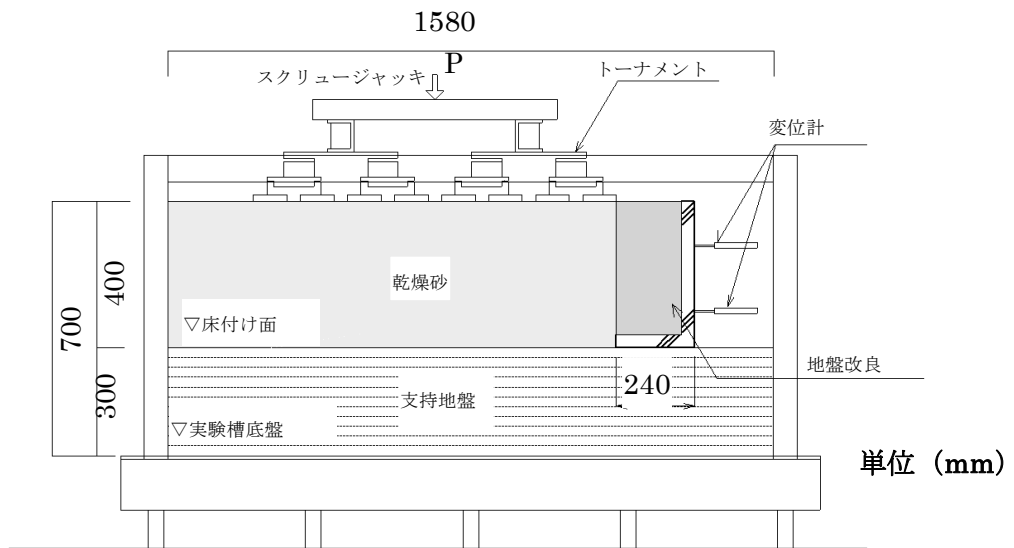 1580
スクリュージャッキ
P
トーナメント
変位計
乾燥砂
400
700
▽床付け面
地盤改良
240
300
支持地盤
▽実験槽底盤
単位（mm）